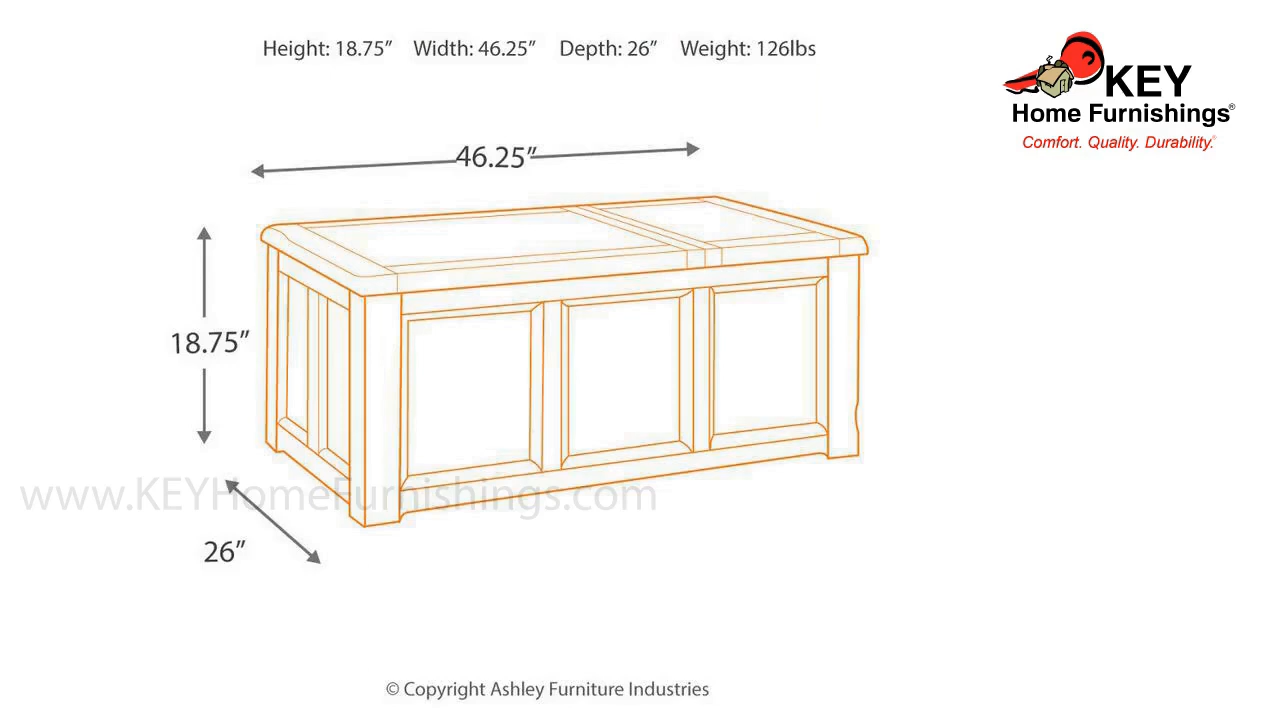 Height: 18.75” Width: 46.25” Depth: 26” Weight: 126lbs
KEY
Home Furnishings®
Comfort. Quality. Durability.®
46.25”
18.75”
www.KEYHomeFurnishings.com
26”
© Copyright Ashley Furniture Industries